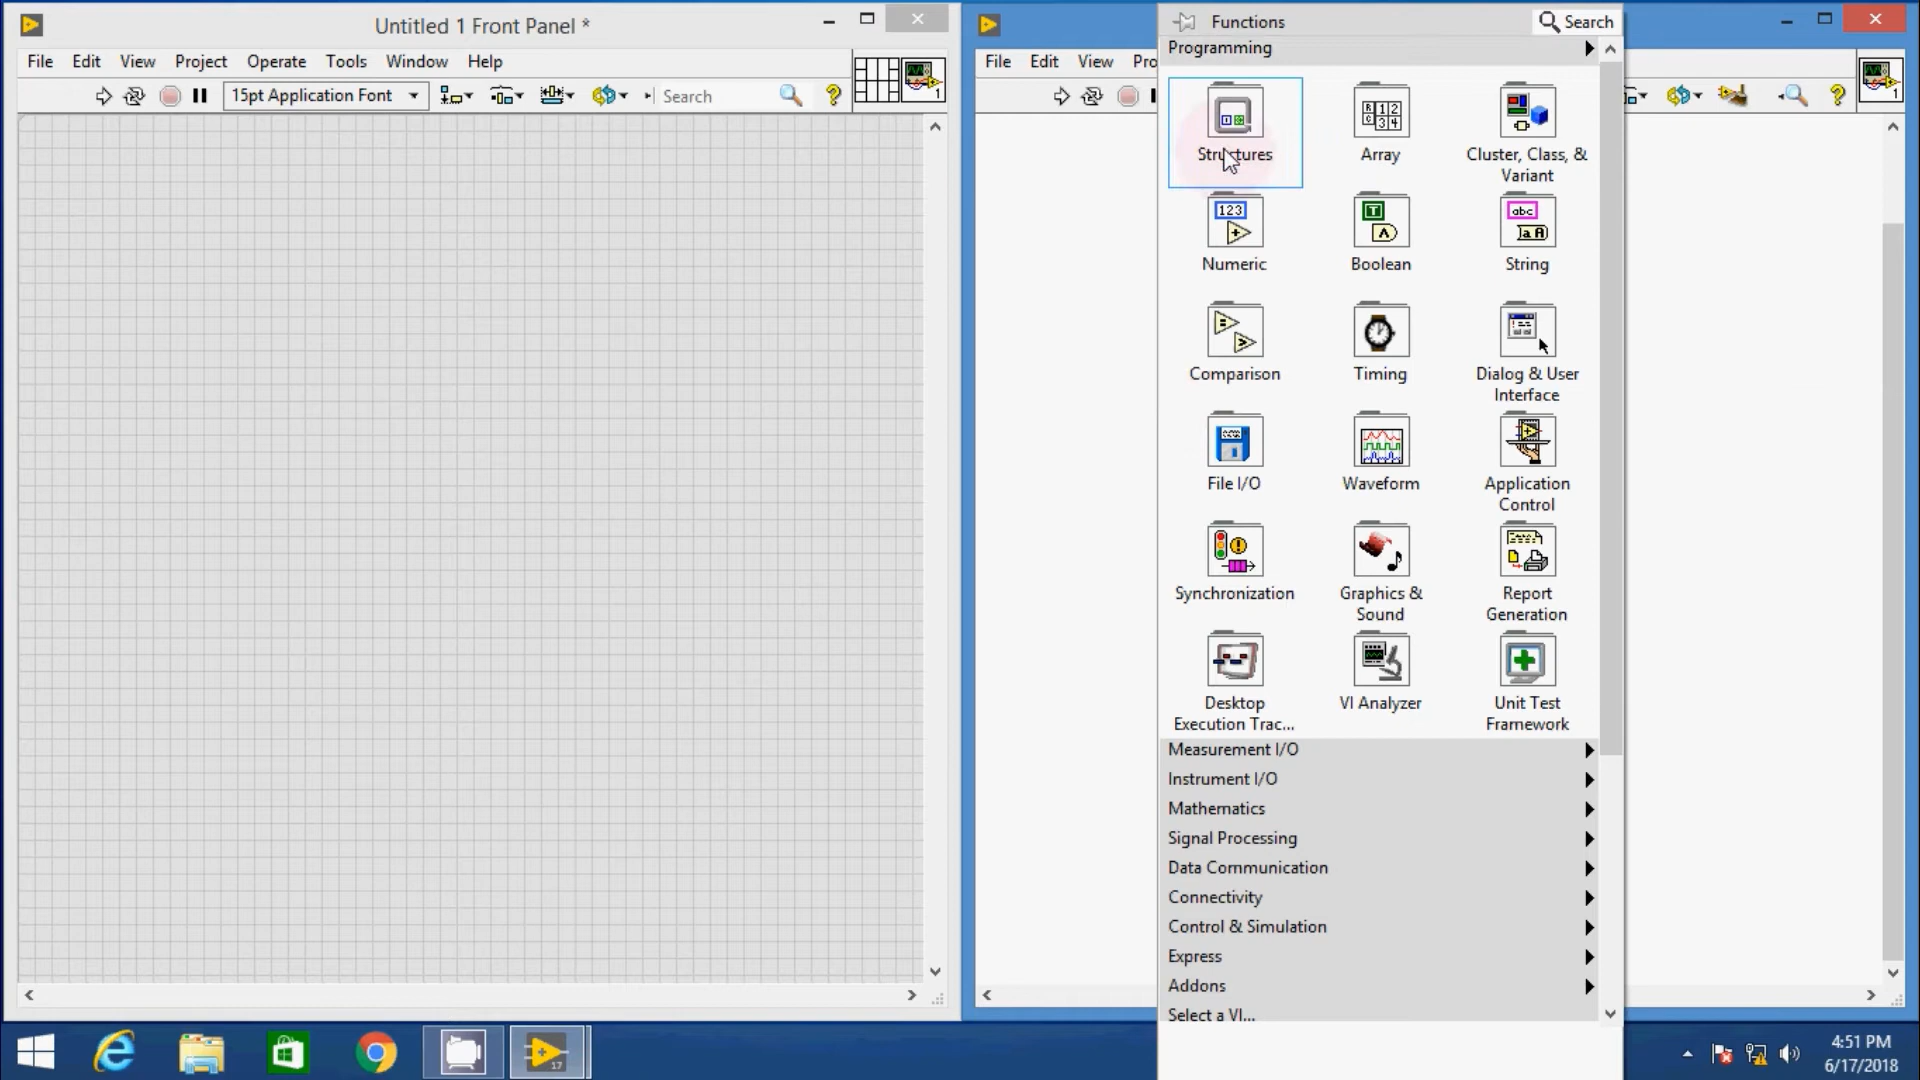 Untitled 1 Front Panel *
File Edit View Project Operate Tools Window Help
15pt Application Font
Search
1
File Edit View Pro
1
Functions
Search
Programming
Structures
Array
Cluster, Class, &
Variant
Numeric
Boolean
String
Comparison
Timing
Dialog & User
Interface
File I/O
Waveform
Application
Control
Synchronization
Graphics &
Sound
Report
Generation
Desktop
Execution Trac...
VI Analyzer
Unit Test
Framework
Measurement I/O
Instrument I/O
Mathematics
Signal Processing
Data Communication
Connectivity
Control & Simulation
Express
Addons
Select a VI...
17
4:51 PM
6/17/2018